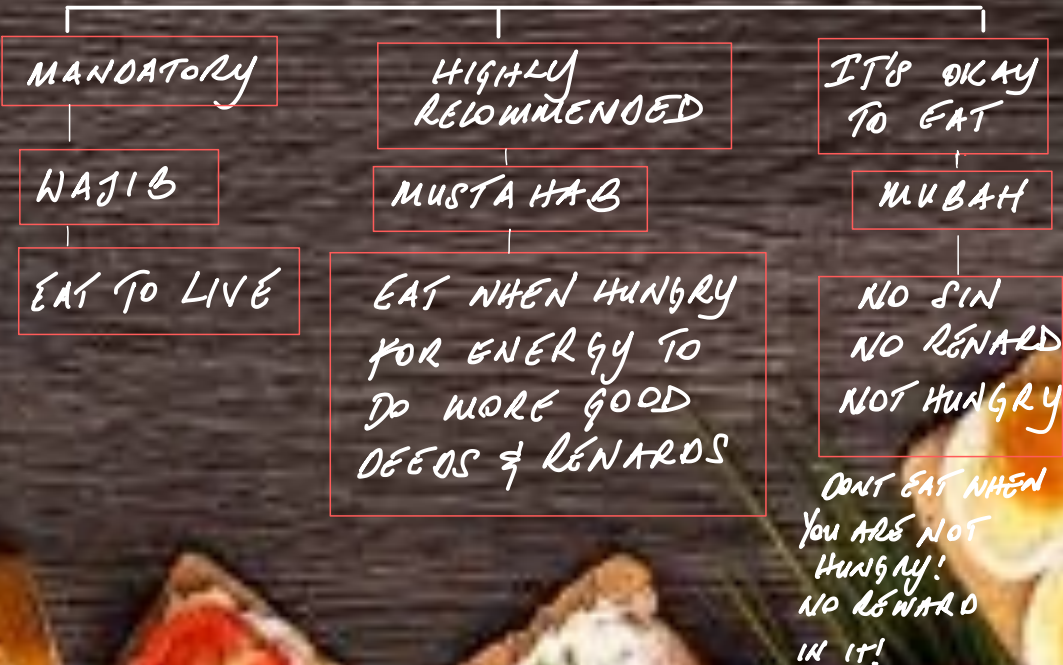 MANDATORY
WAJIB
EAT TO LIVE
HIGHLY
RECOMMENDED
MUSTAHAB
EAT WHEN HUNGRY
FOR ENERGY TO
DO MORE GOOD
DEEDS & REWARDS
IT'S OKAY
TO EAT
MUBAH
NO SIN
NO REWARD
NOT HUNGRY
DONT EAT WHEN
YOU ARE NOT
HUNGRY!
NO REWARD
IN IT!